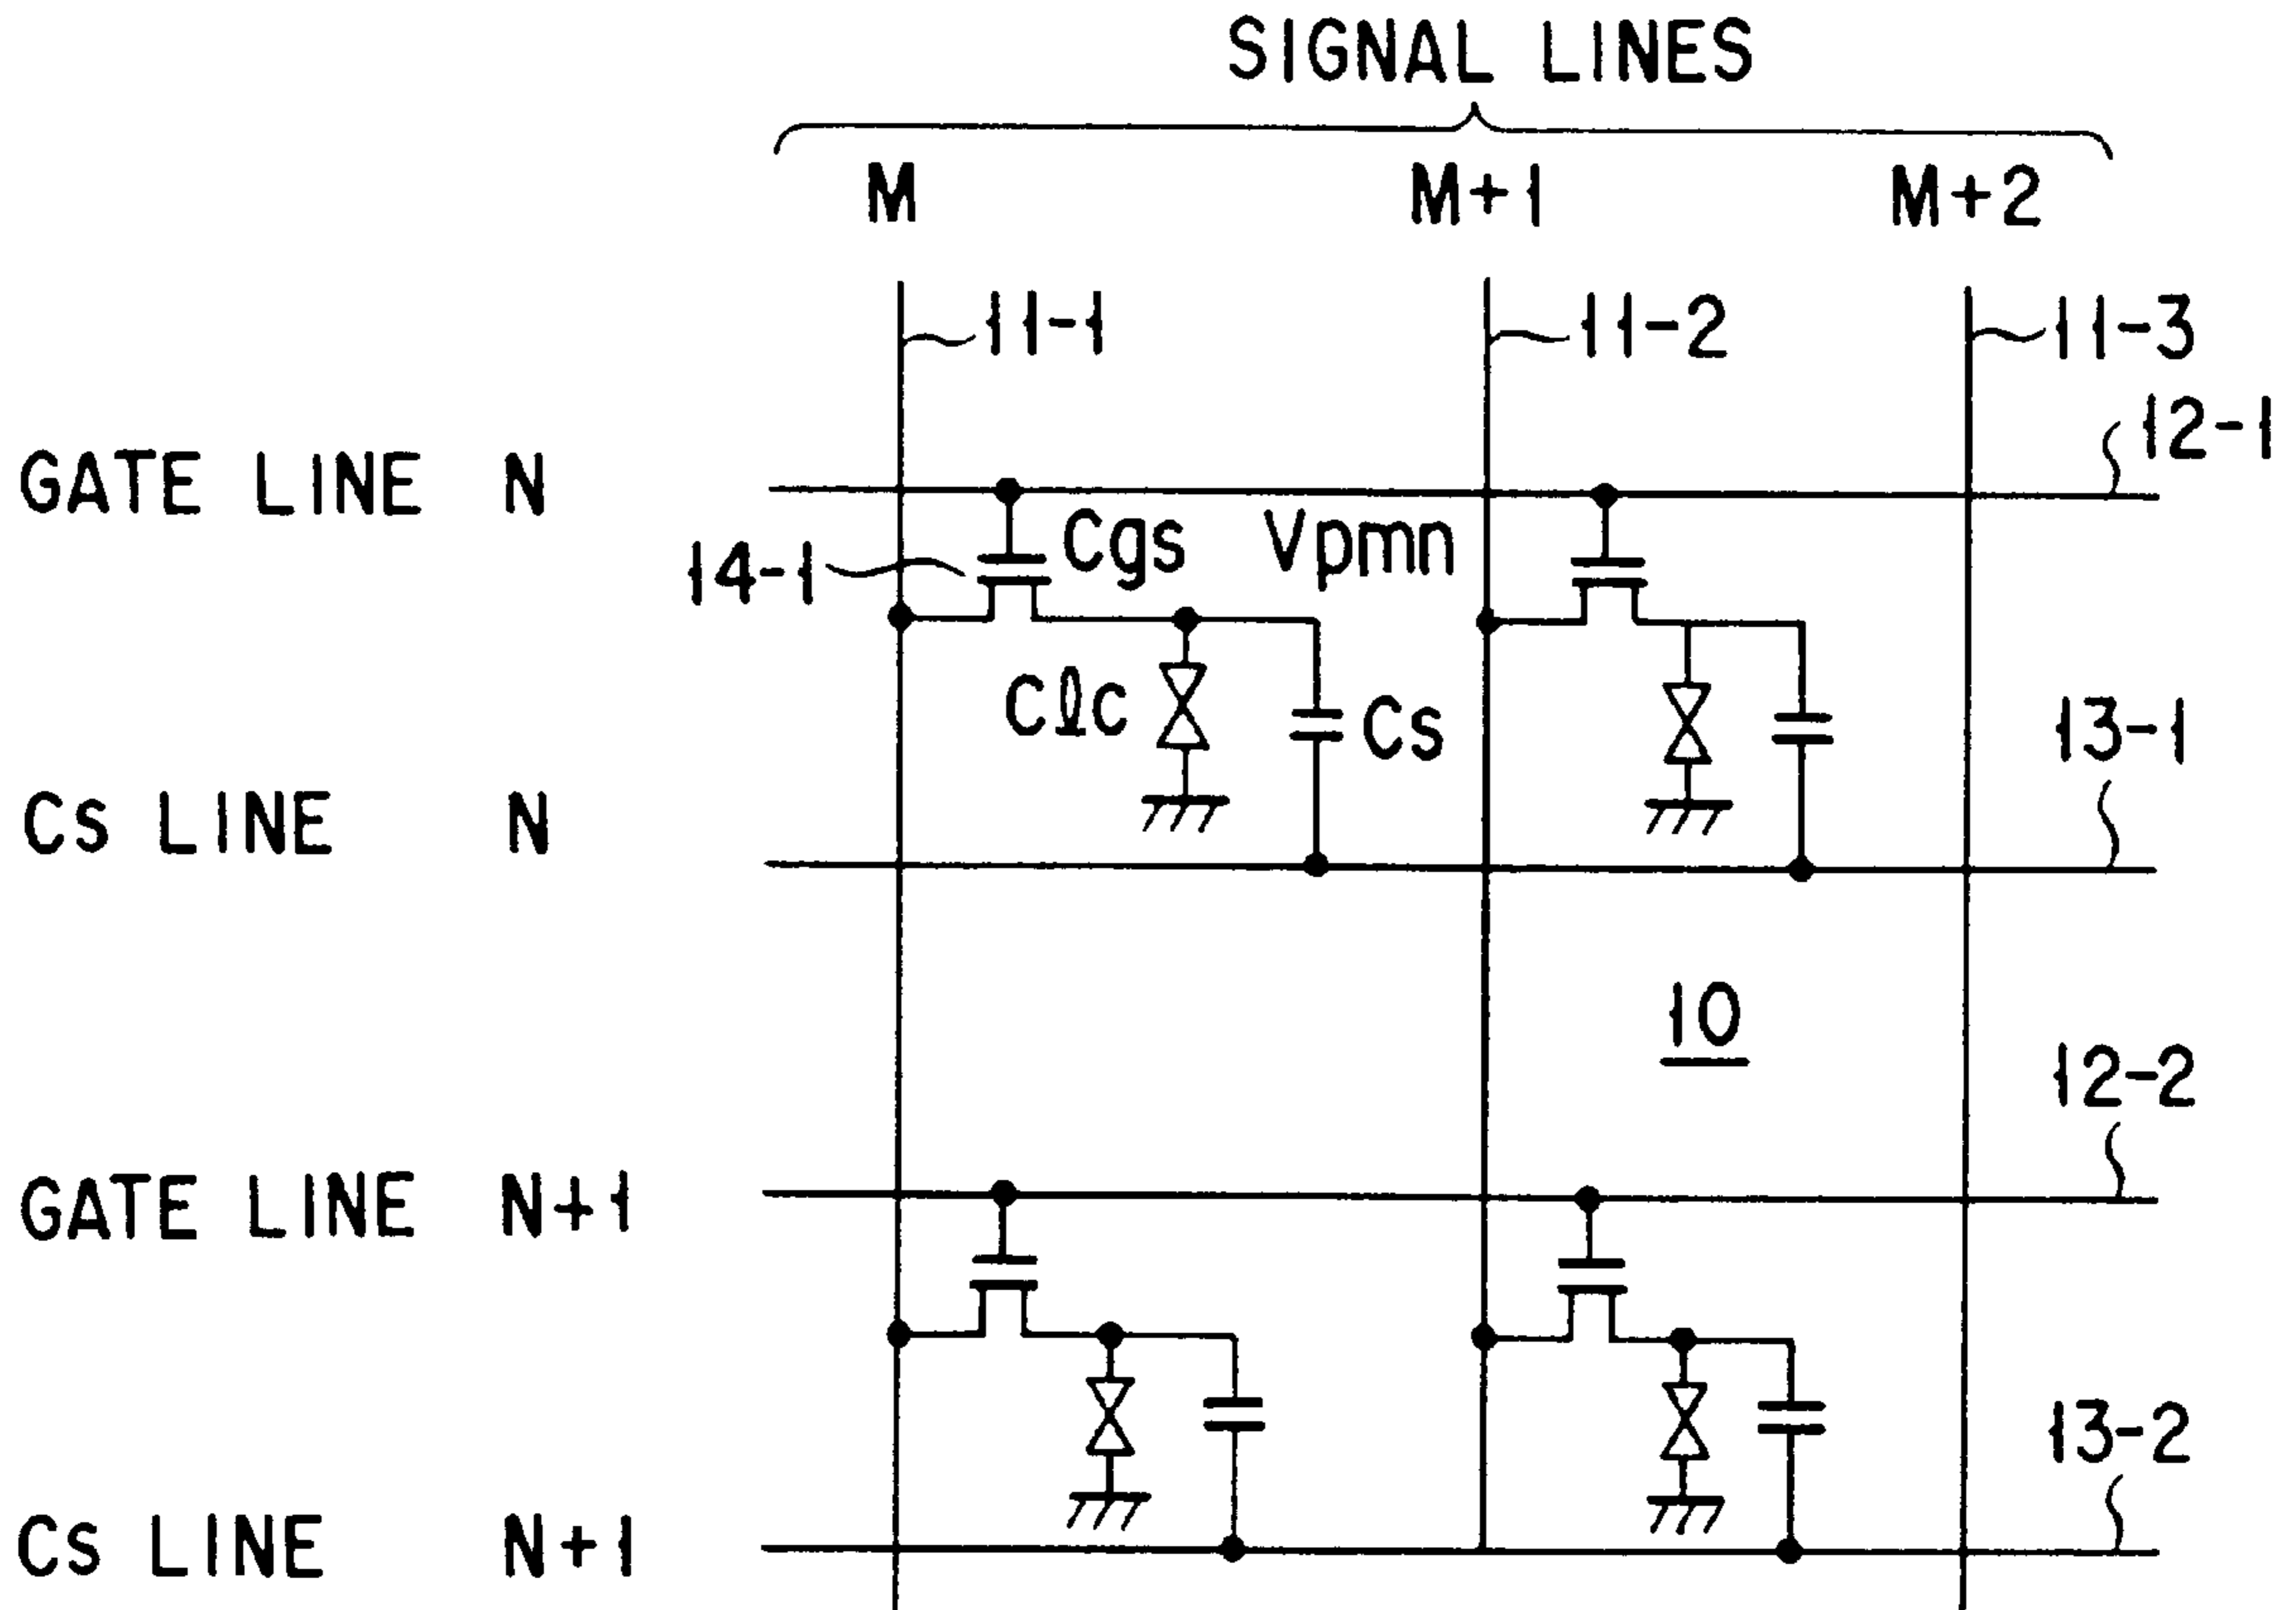 SIGNAL LINES
M M+1 M+2
11-1 11-2 11-3
12-1
GATE LINE N
14-1 Cgs Vpmn
Clc Cs 13-1
Cs LINE N
10
12-2
GATE LINE N+1
13-2
Cs LINE N+1